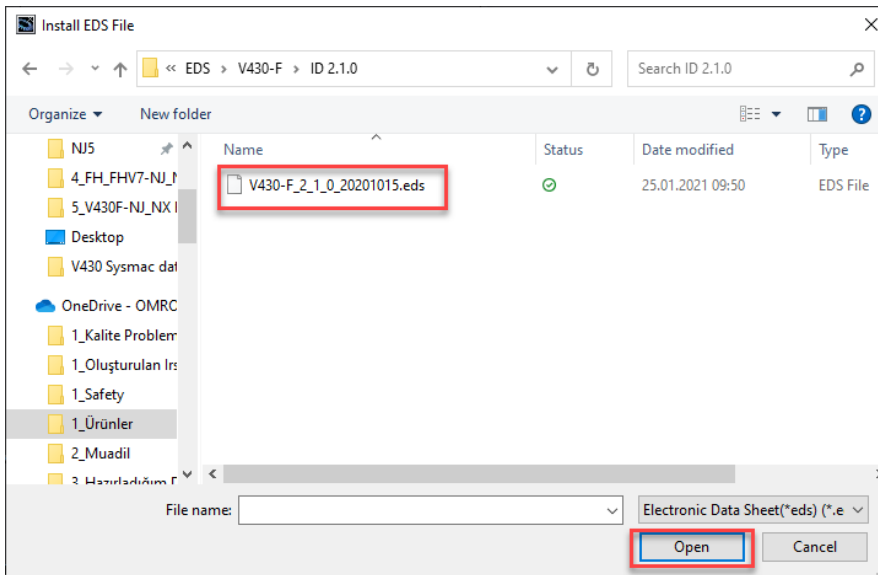 Install EDS File
« EDS > V430-F > ID 2.1.0
Search ID 2.1.0
Organize
New folder
Name
Status
Date modified
Type
V430-F_2_1_0_20201015.eds
25.01.2021 09:50
EDS File
NJ5
4_FH_FHV7-NJ_N
5_V430F-NJ_NX I
Desktop
V430 Sysmac dat
OneDrive - OMRO
1_Kalite Problem
1_Oluşturulan Irs
1_Safety
1_Ürünler
2_Muadil
3_Hazırladığım D
File name:
Electronic Data Sheet(*eds) (*.e
Open
Cancel